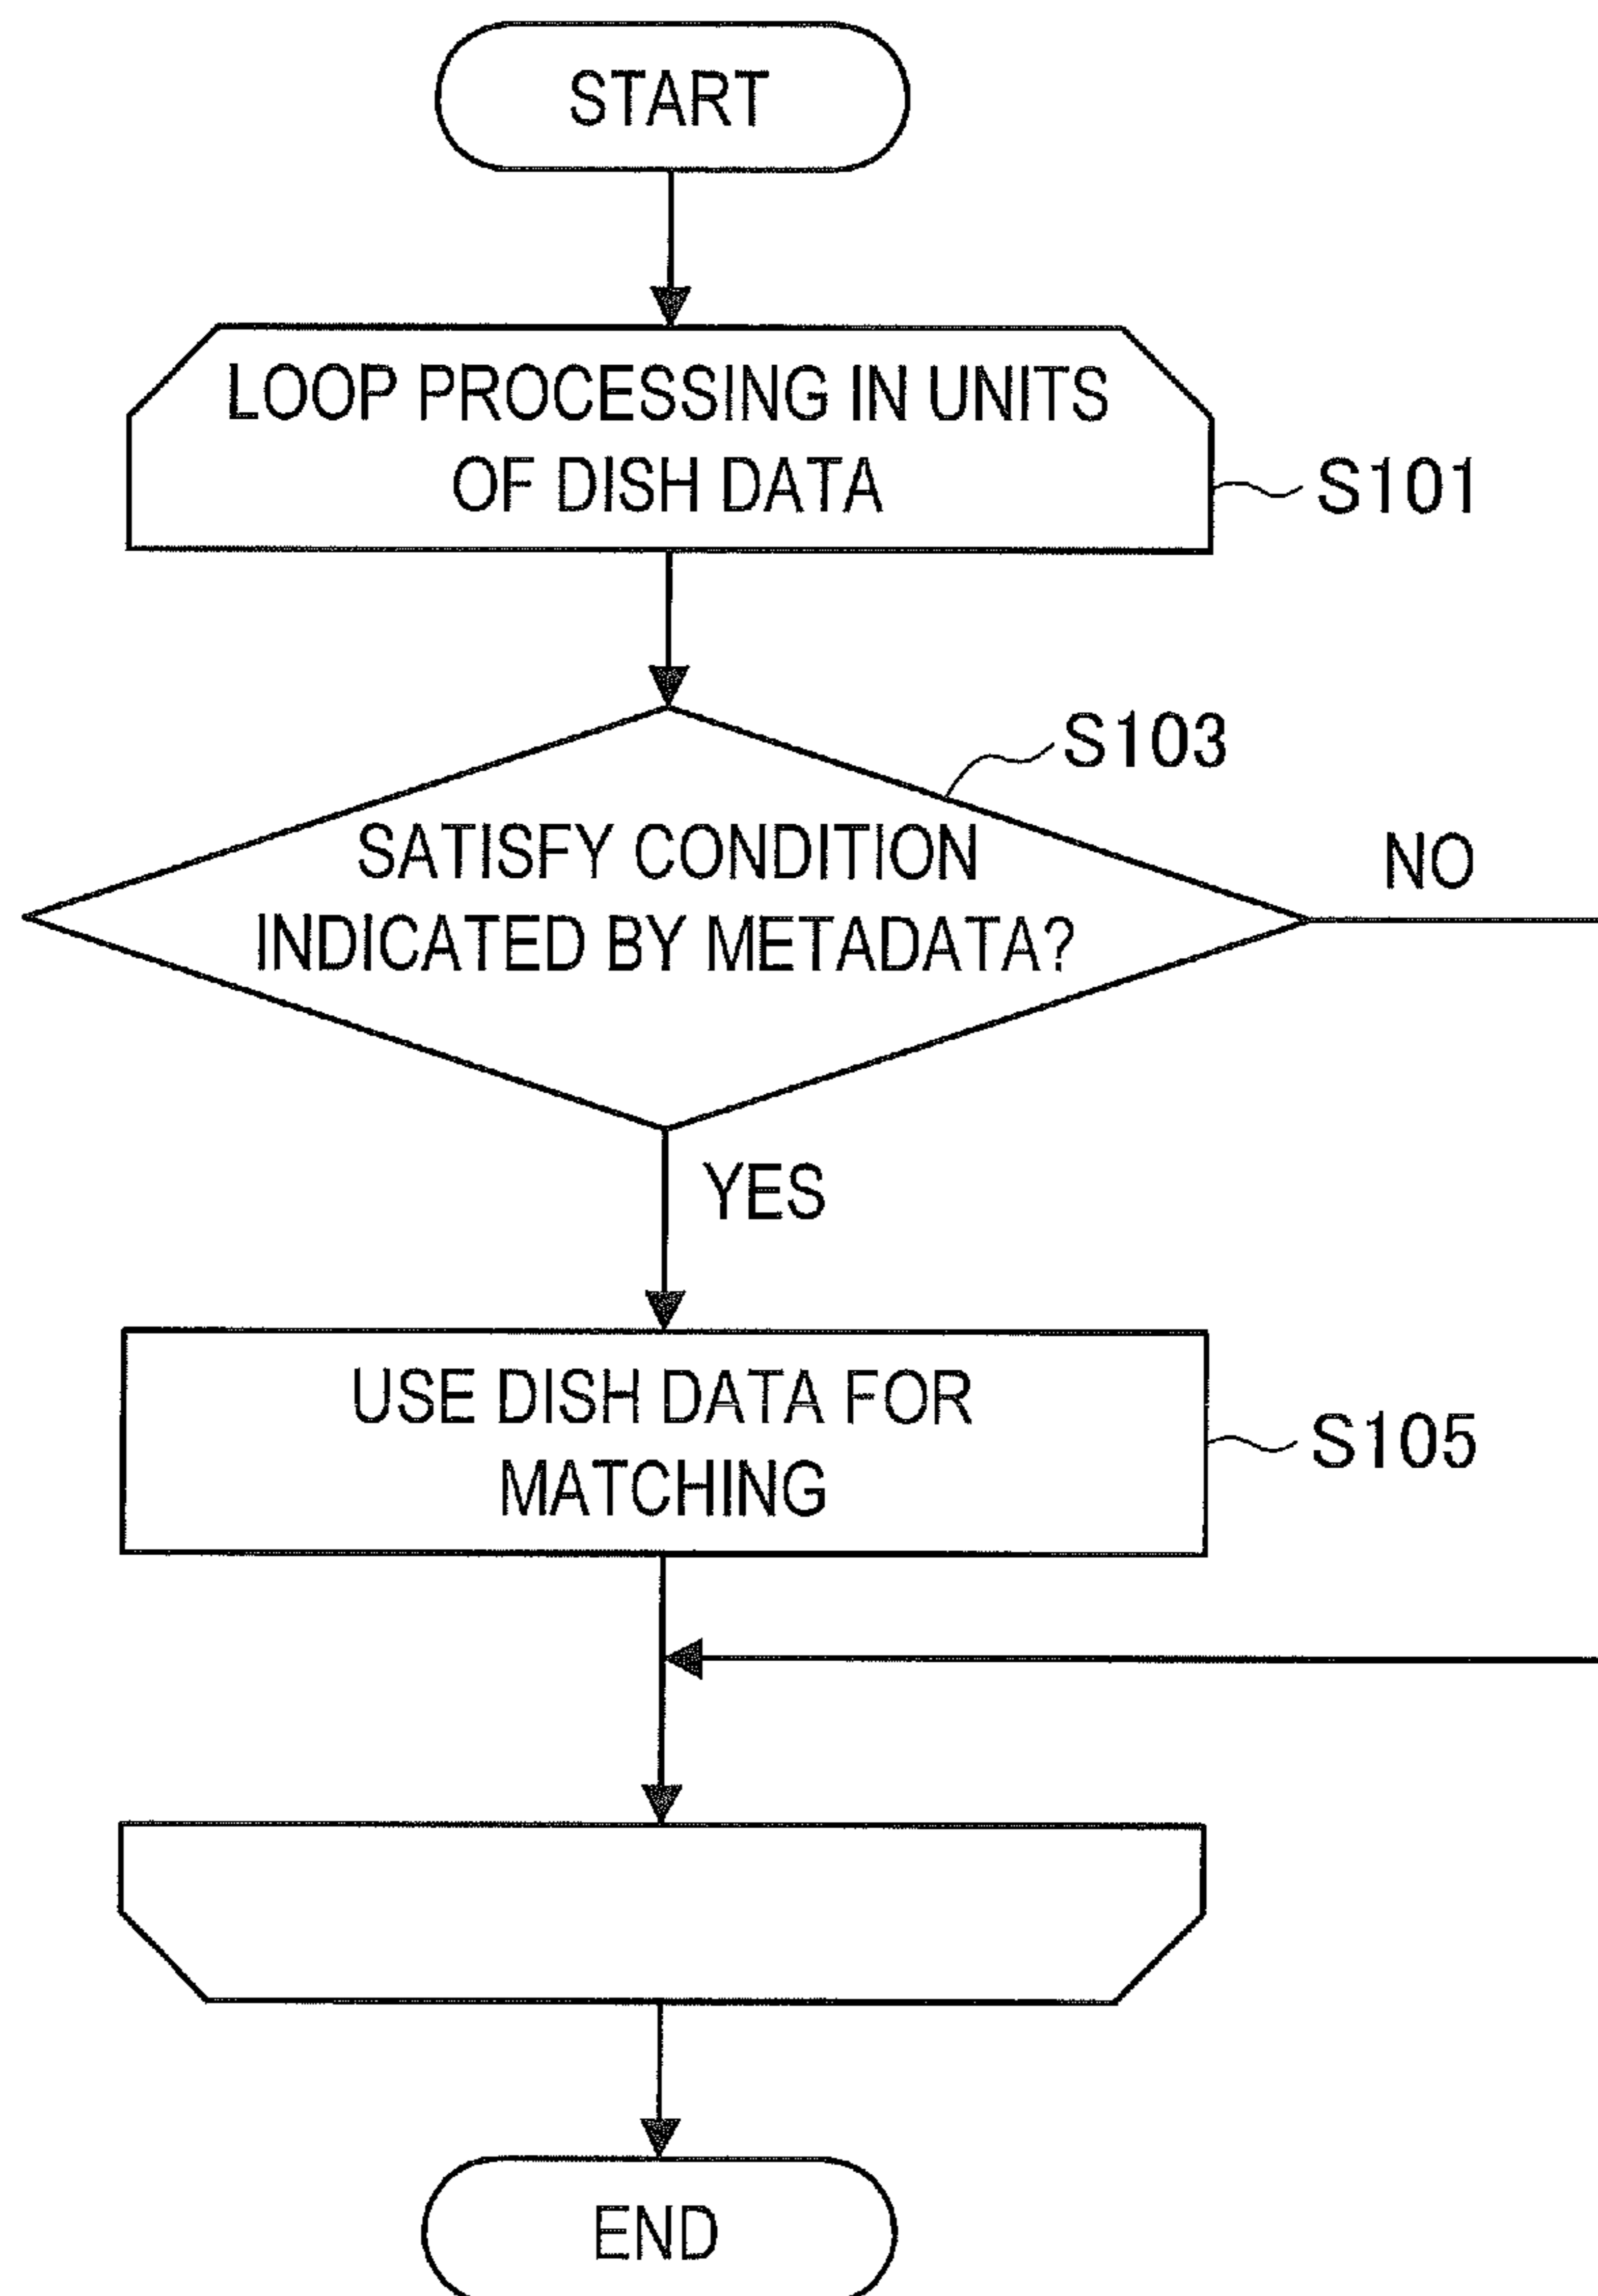 START
LOOP PROCESSING IN UNITS
OF DISH DATA
S101
S103
SATISFY CONDITION
INDICATED BY METADATA?
NO
YES
USE DISH DATA FOR
MATCHING
S105
END